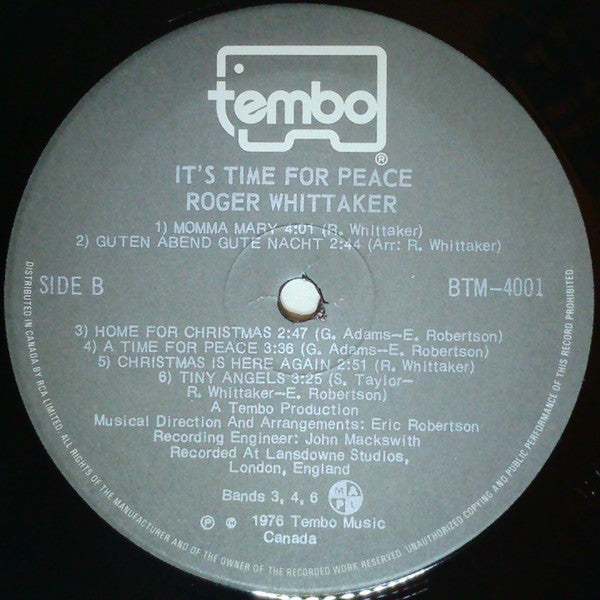 tembo®
IT'S TIME FOR PEACE
ROGER WHITTAKER
1) MOMMA MARY 4:01 (R. Whittaker)
2) GUTEN ABEND GUTE NACHT 2:44 (Arr: R. Whittaker)
SIDE B
BTM-4001
3) HOME FOR CHRISTMAS 2:47 (G. Adams-E. Robertson)
4) A TIME FOR PEACE 3:36 (G. Adams-E. Robertson)
5) CHRISTMAS IS HERE AGAIN 2:51 (R. Whittaker)
6) TINY ANGELS 3:25 (S. Taylor-
R. Whittaker-E. Robertson)
A Tembo Production
Musical Direction And Arrangements: Eric Robertson
Recording Engineer: John Mackswith
Recorded At Lansdowne Studios,
London, England
Bands 3, 4, 6 MAPL
℗ © 1976 Tembo Music
Canada
DISTRIBUTED IN CANADA BY RCA LIMITED. ALL RIGHTS OF THE MANUFACTURER AND OF THE OWNER OF THE RECORDED WORK RESERVED. UNAUTHORIZED COPYING AND PUBLIC PERFORMANCE OF THIS RECORD PROHIBITED.